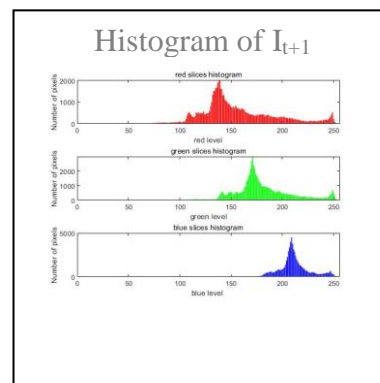 Histogram of I_{t+1}
red slices histogram
Number of pixels
2000
1000
0
0 50 100 150 200 250
red level
green slices histogram
Number of pixels
3000
2000
1000
0
0 50 100 150 200 250
green level
blue slices histogram
Number of pixels
5000
0
0 50 100 150 200 250
blue level